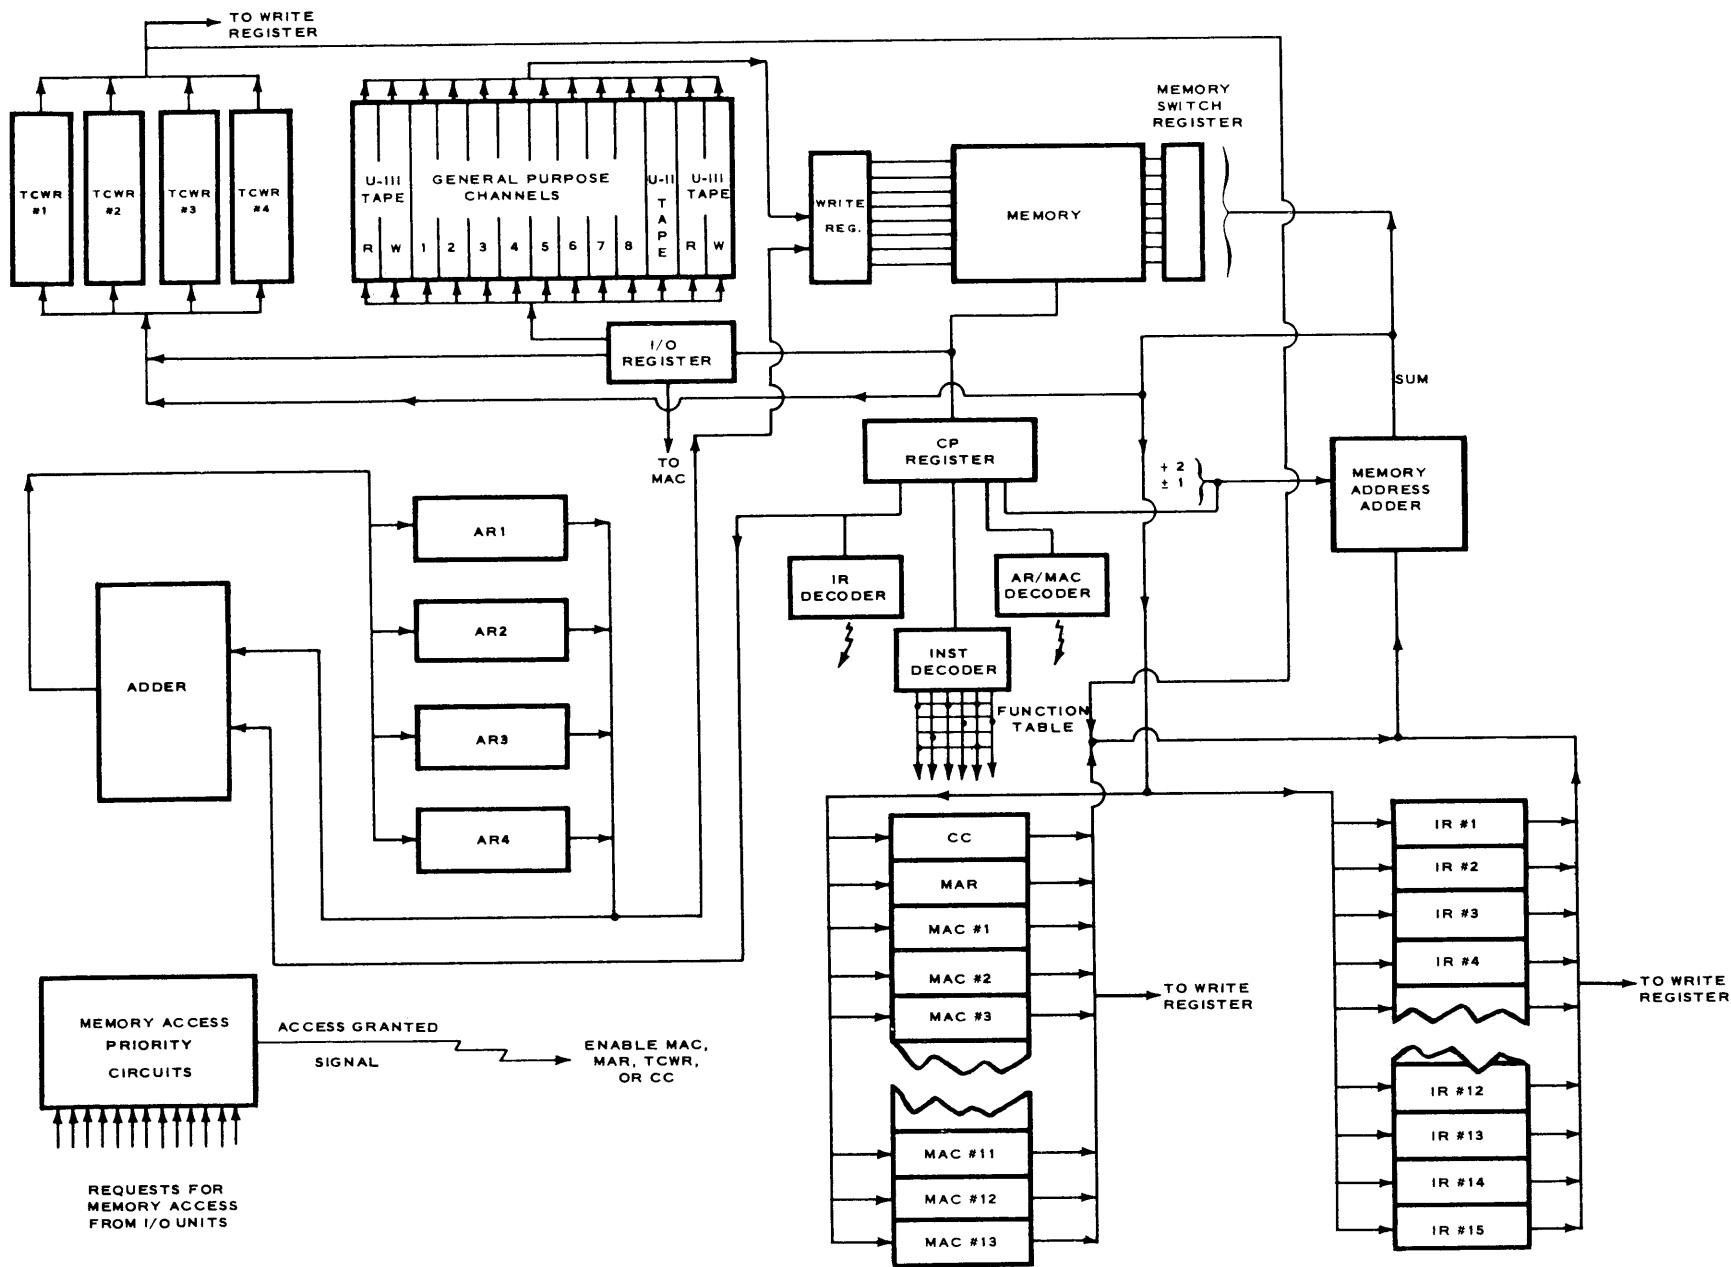 TO WRITE
REGISTER
TCWR
#1
TCWR
#2
TCWR
#3
TCWR
#4
U-III
TAPE
R
W
GENERAL PURPOSE
CHANNELS
1
2
3
4
5
6
7
8
U-II
T
A
P
E
U-III
TAPE
R
W
WRITE
REG.
MEMORY
MEMORY
SWITCH
REGISTER
I/O
REGISTER
TO
MAC
SUM
CP
REGISTER
+ 2
± 1
MEMORY
ADDRESS
ADDER
AR1
AR2
AR3
AR4
ADDER
IR
DECODER
AR/MAC
DECODER
INST
DECODER
FUNCTION
TABLE
CC
MAR
MAC #1
MAC #2
MAC #3
MAC #11
MAC #12
MAC #13
TO WRITE
REGISTER
IR #1
IR #2
IR #3
IR #4
IR #12
IR #13
IR #14
IR #15
TO WRITE
REGISTER
MEMORY ACCESS
PRIORITY
CIRCUITS
ACCESS GRANTED
SIGNAL
ENABLE MAC,
MAR, TCWR,
OR CC
REQUESTS FOR
MEMORY ACCESS
FROM I/O UNITS